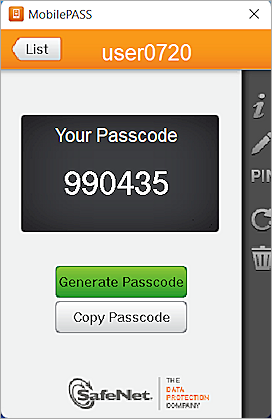 MobilePASS
List
user0720
Your Passcode
990435
PIN
Generate Passcode
Copy Passcode
SafeNet.
THE
DATA
PROTECTION
COMPANY